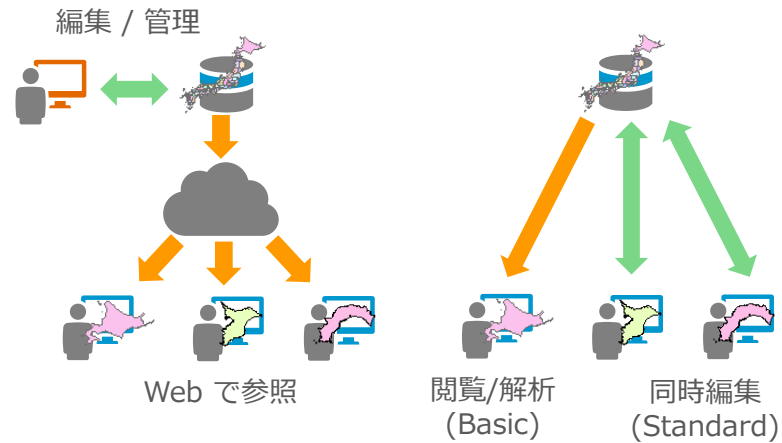 編集 / 管理
Web で参照
閲覧/解析
(Basic)
同時編集
(Standard)